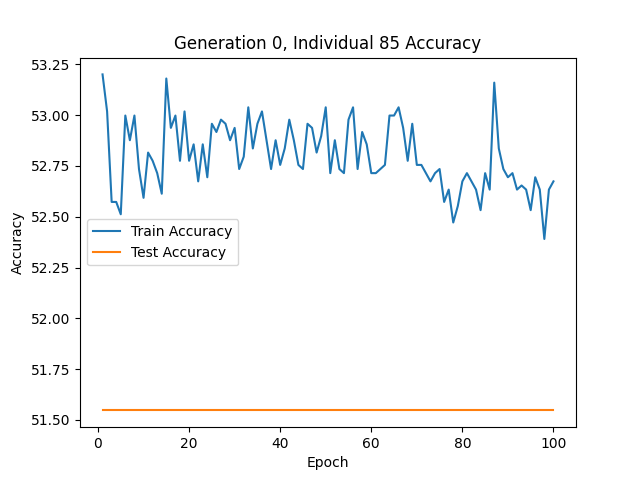 Generation 0, Individual 85 Accuracy
53.25
53.00
52.75
52.50
52.25
52.00
51.75
51.50
Accuracy
Train Accuracy
Test Accuracy
0 20 40 60 80 100
Epoch